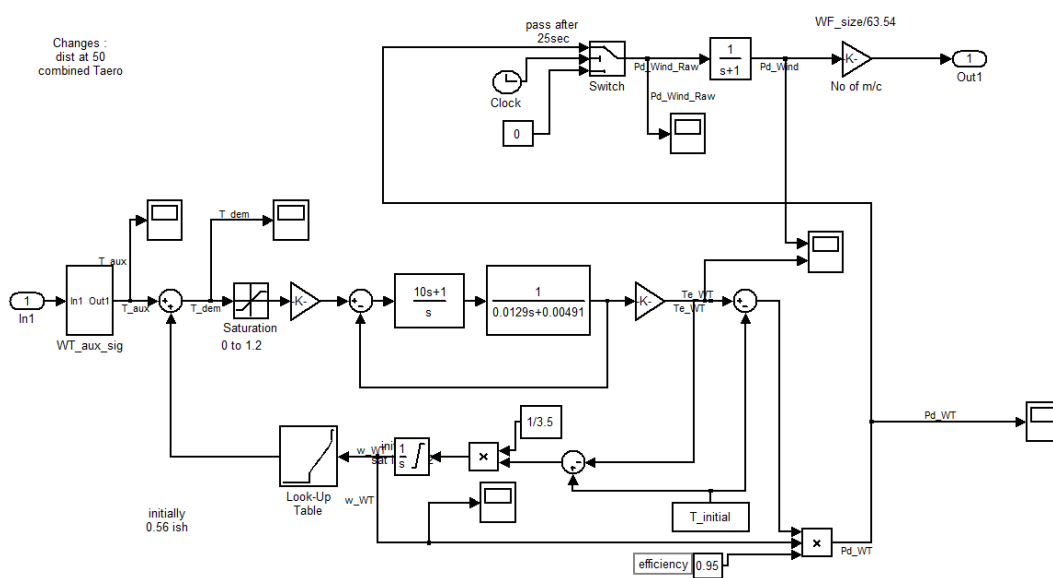 WF_size/63.54
pass after
25sec
Changes :
dist at 50
combined Taero
1
s+1
-K-
1
Out1
Pd_Wind_Raw
Pd_Wind
Switch
No of m/c
Clock
Pd_Wind_Raw
0
T_dem
T_aux
Te_WT
1
In1
In1 Out1
T_aux
T_dem
-K-
10s+1
s
1
0.0129s+0.00491
-K-
Te_WT
WT_aux_sig
Saturation
0 to 1.2
1/3.5
Pd_WT
w_WT
1
s
×
Look-Up
Table
w_WT
initially
0.56 ish
T_initial
×
Pd_WT
efficiency
0.95